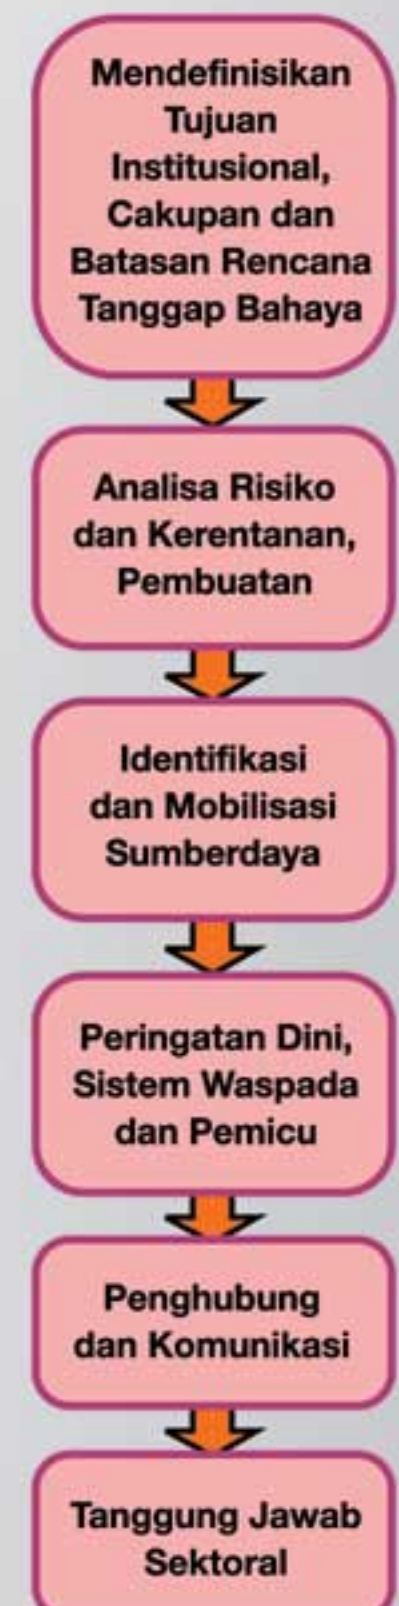 Mendefinisikan
Tujuan
Institusional,
Cakupan dan
Batasan Rencana
Tanggap Bahaya
Analisa Risiko
dan Kerentanan,
Pembuatan
Identifikasi
dan Mobilisasi
Sumberdaya
Peringatan Dini,
Sistem Waspada
dan Pemicu
Penghubung
dan Komunikasi
Tanggung Jawab
Sektoral